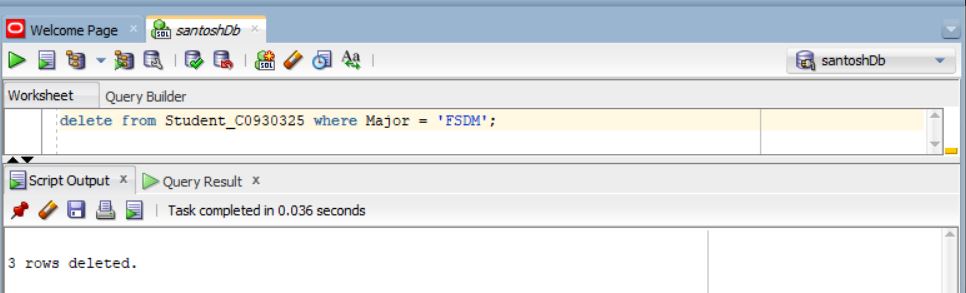 Welcome Page
santoshDb
santoshDb
Worksheet Query Builder
delete from Student_C0930325 where Major = 'FSDM';
Script Output x Query Result x
Task completed in 0.036 seconds
3 rows deleted.